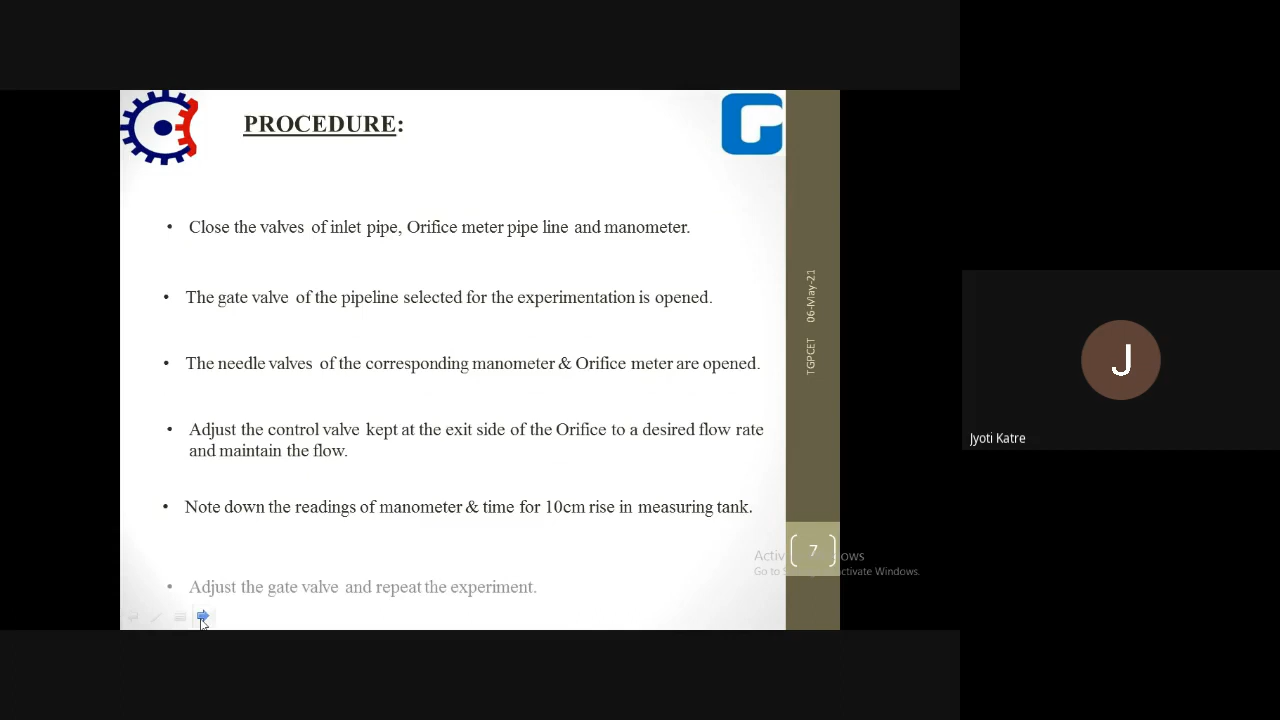 PROCEDURE:
• Close the valves of inlet pipe, Orifice meter pipe line and manometer.
• The gate valve of the pipeline selected for the experimentation is opened.
• The needle valves of the corresponding manometer & Orifice meter are opened.
• Adjust the control valve kept at the exit side of the Orifice to a desired flow rate
and maintain the flow.
• Note down the readings of manometer & time for 10cm rise in measuring tank.
• Adjust the gate valve and repeat the experiment.
TGPCET 06-May-21
7
Go to
activate Windows.
J
Jyoti Katre